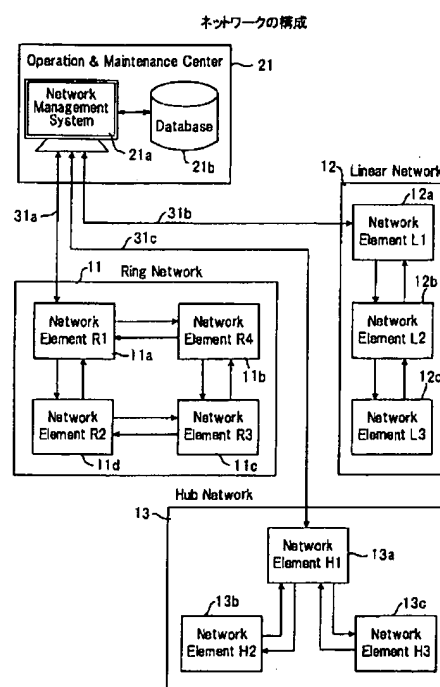 ネットワークの構成
Operation & Maintenance Center
21
Network
Management
System
21a
Database
21b
31a
31b
31c
12
Linear Network
12a
Network
Element L1
12b
Network
Element L2
12c
Network
Element L3
11
Ring Network
Network
Element R1
11a
Network
Element R4
11b
Network
Element R2
11d
Network
Element R3
11c
Hub Network
13
Network
Element H1
13a
13b
Network
Element H2
13c
Network
Element H3